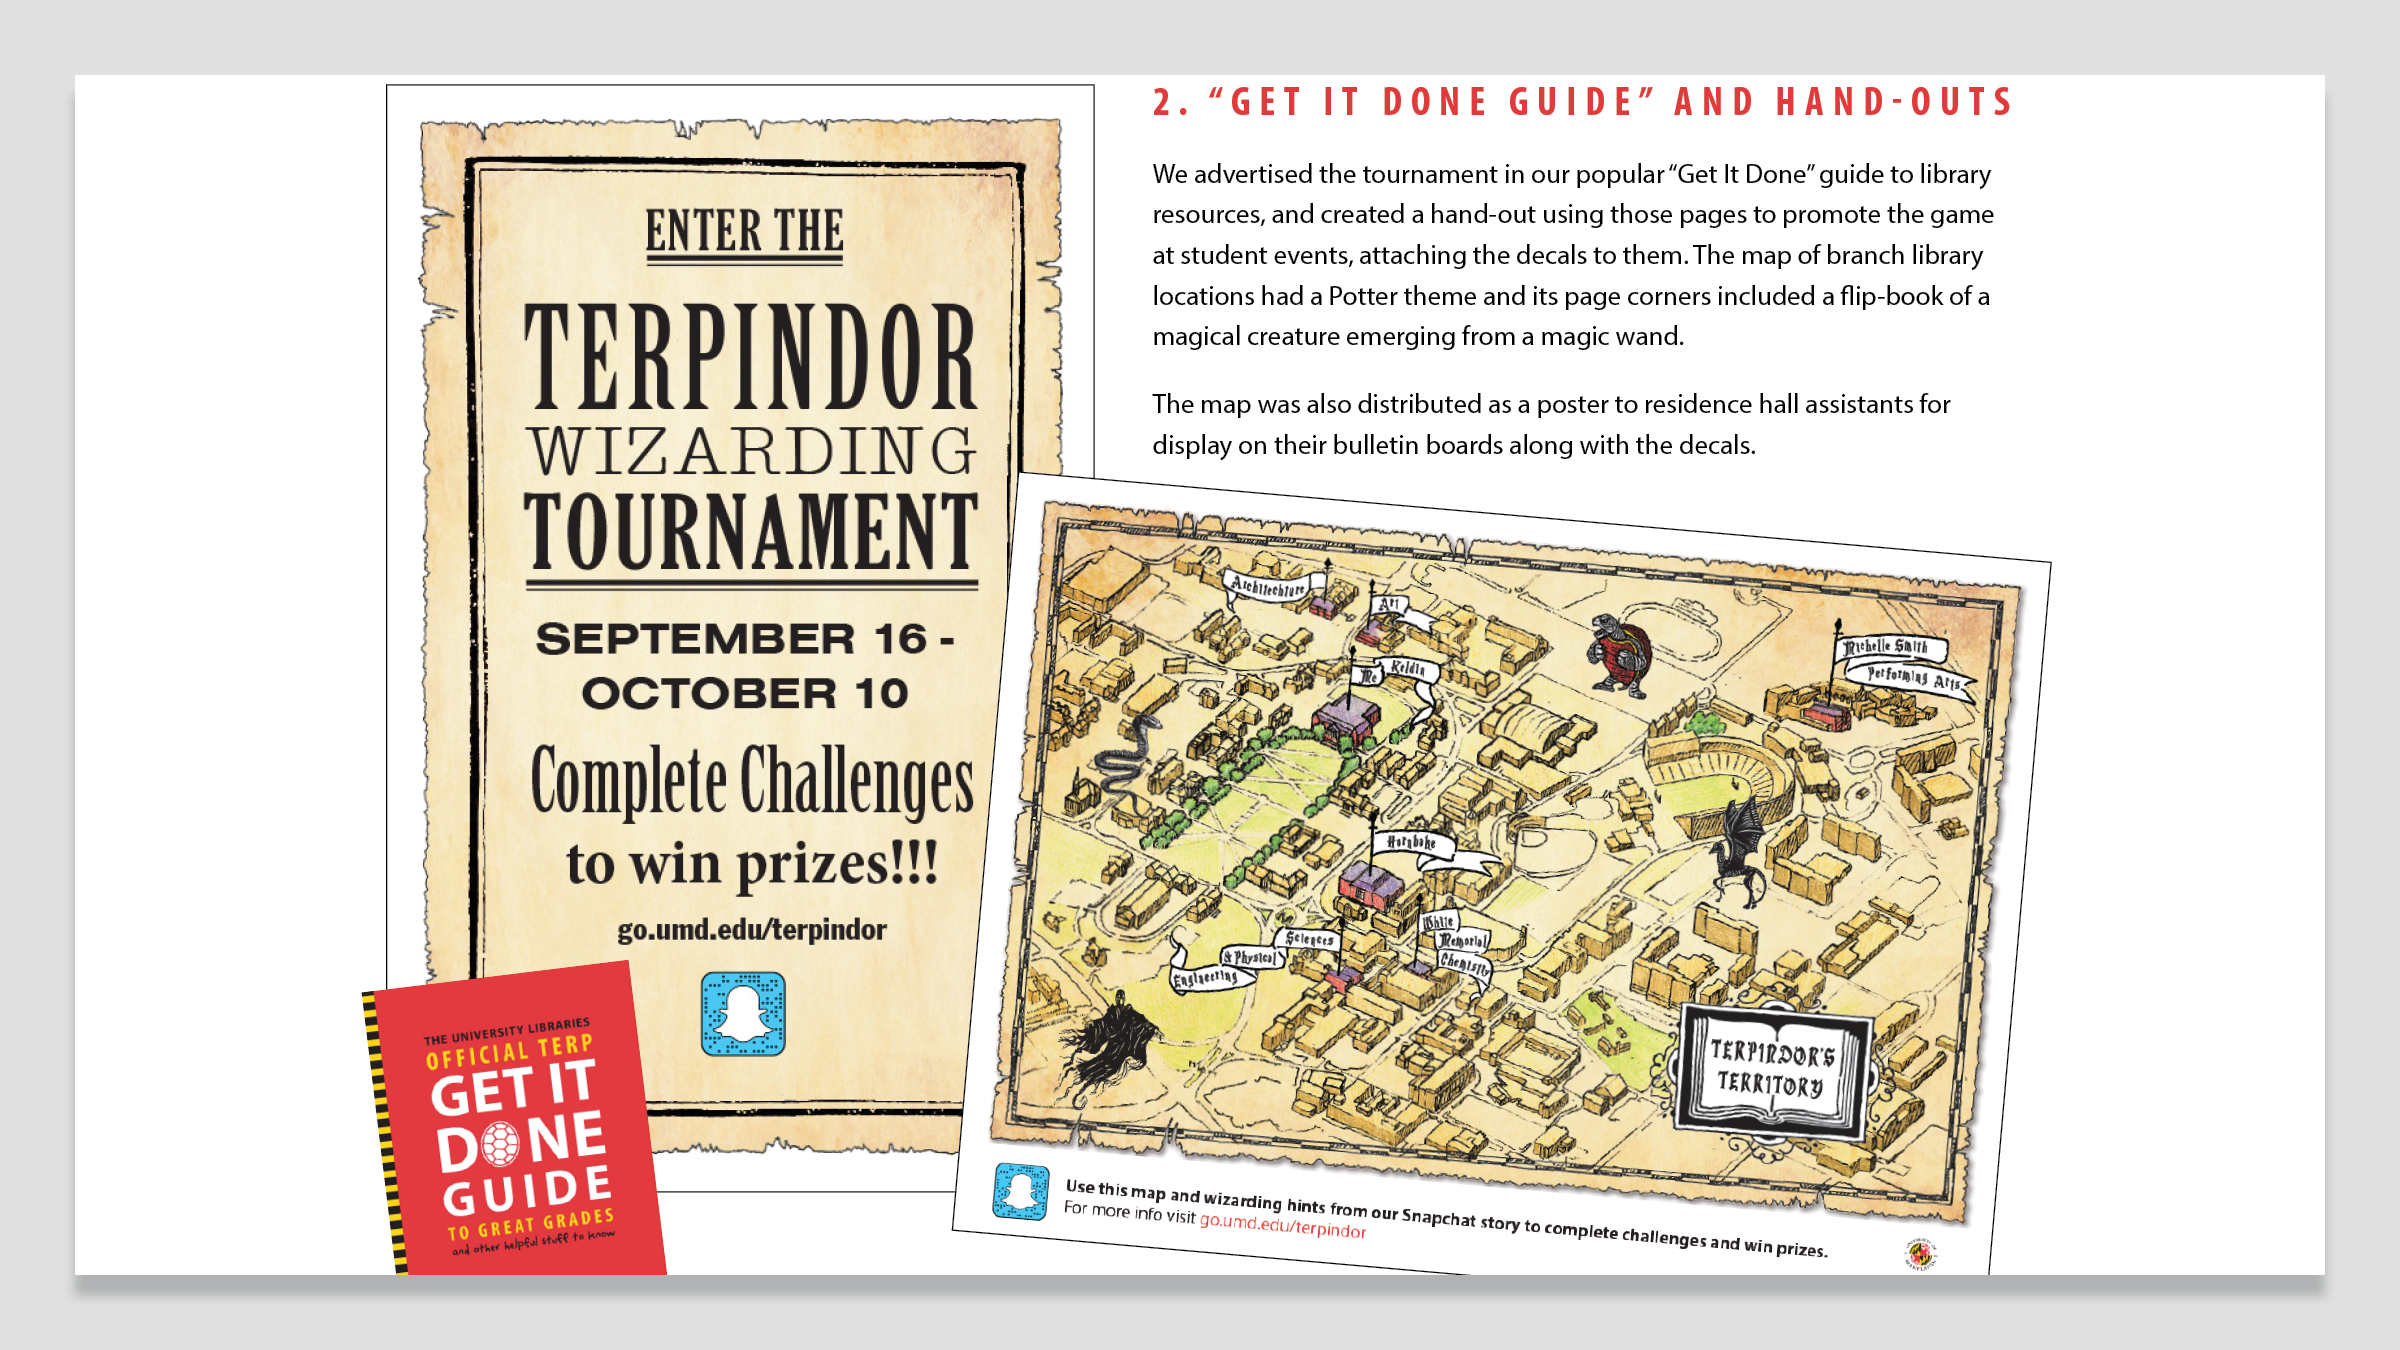 ENTER THE
TERPINDOR
WIZARDING
TOURNAMENT
SEPTEMBER 16 -
OCTOBER 10
Complete Challenges
to win prizes!!!
go.umd.edu/terpindor
THE UNIVERSITY LIBRARIES
OFFICIAL TERP
GET IT
DONE
GUIDE
TO GREAT GRADES
and other helpful stuff to know
2. “GET IT DONE GUIDE” AND HAND-OUTS
We advertised the tournament in our popular “Get It Done” guide to library
resources, and created a hand-out using those pages to promote the game
at student events, attaching the decals to them. The map of branch library
locations had a Potter theme and its page corners included a flip-book of a
magical creature emerging from a magic wand.
The map was also distributed as a poster to residence hall assistants for
display on their bulletin boards along with the decals.
Architechture
Art
Mc Keldin
Michelle Smith
Performing Arts
Hornbake
White
Memorial
Chemistry
Sciences
& Physical
Engineering
TERPINDOR'S
TERRITORY
Use this map and wizarding hints from our Snapchat story to complete challenges and win prizes.
For more info visit go.umd.edu/terpindor
UNIVERSITY OF
MARYLAND